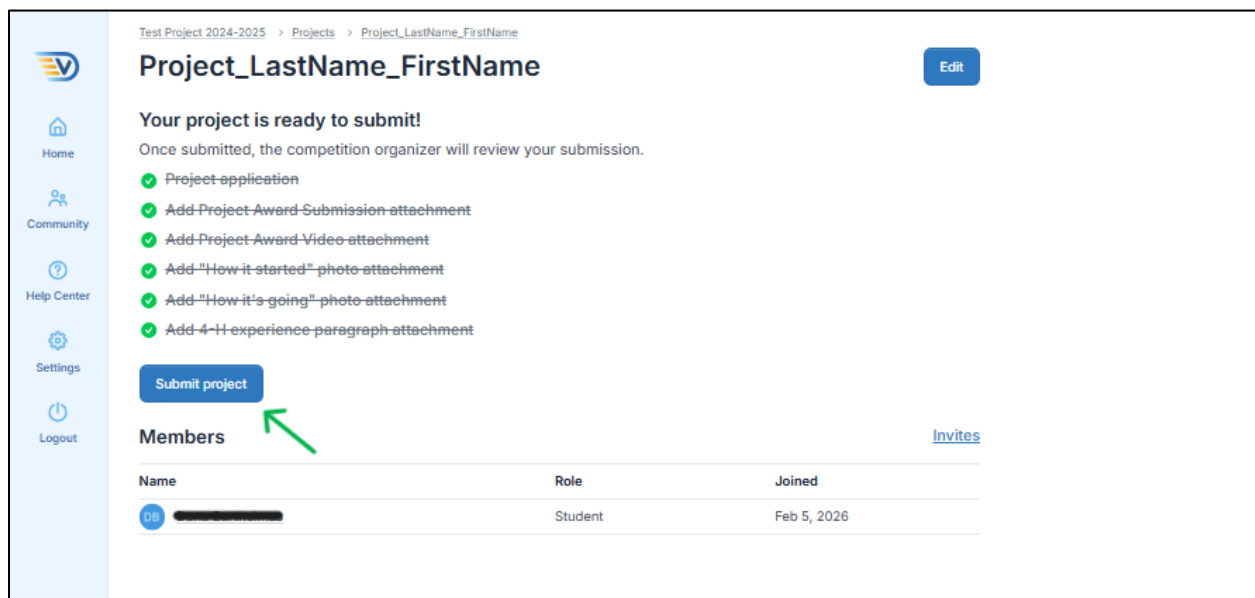 Test Project 2024-2025 > Projects > Project_LastName_FirstName
Project_LastName_FirstName
Edit
Your project is ready to submit!
Once submitted, the competition organizer will review your submission.
Project application
Add Project Award Submission attachment
Add Project Award Video attachment
Add "How it started" photo attachment
Add "How it's going" photo attachment
Add 4-H experience paragraph attachment
Submit project
Members
Invites
Name Role Joined
DB Student Feb 5, 2026
V
Home
Community
Help Center
Settings
Logout